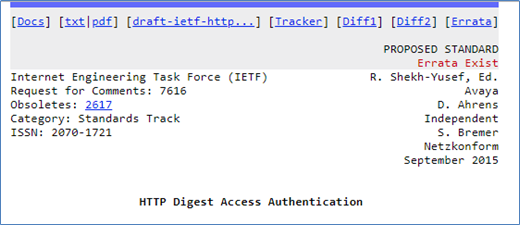 [Docs] [txt|pdf] [draft-ietf-http...] [Tracker] [Diff1] [Diff2] [Errata]
PROPOSED STANDARD
Errata Exist
Internet Engineering Task Force (IETF) R. Shekh-Yusef, Ed.
Request for Comments: 7616 Avaya
Obsoletes: 2617 D. Ahrens
Category: Standards Track Independent
ISSN: 2070-1721 S. Bremer
Netzkonform
September 2015
HTTP Digest Access Authentication